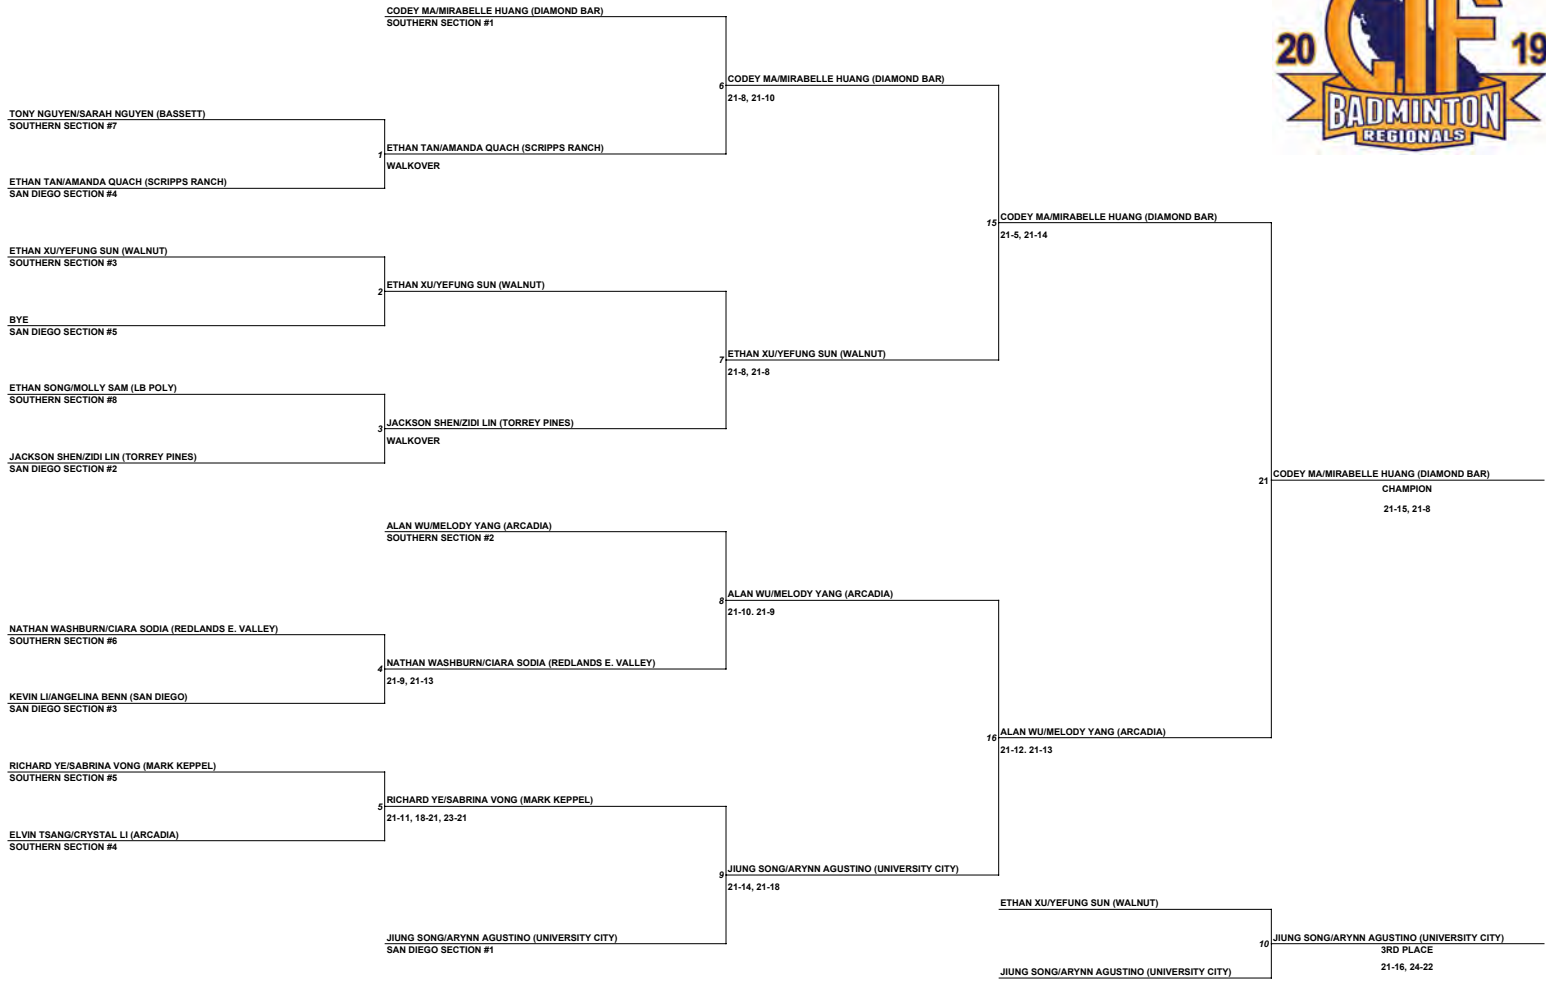 CODEY MA/MIRABELLE HUANG (DIAMOND BAR)
SOUTHERN SECTION #1
20 CIF 19
BADMINTON
REGIONALS
6 CODEY MA/MIRABELLE HUANG (DIAMOND BAR)
21-8, 21-10
TONY NGUYEN/SARAH NGUYEN (BASSETT)
SOUTHERN SECTION #7
1 ETHAN TAN/AMANDA QUACH (SCRIPPS RANCH)
WALKOVER
ETHAN TAN/AMANDA QUACH (SCRIPPS RANCH)
SAN DIEGO SECTION #4
15 CODEY MA/MIRABELLE HUANG (DIAMOND BAR)
21-5, 21-14
ETHAN XU/YEFUNG SUN (WALNUT)
SOUTHERN SECTION #3
2 ETHAN XU/YEFUNG SUN (WALNUT)
BYE
SAN DIEGO SECTION #5
7 ETHAN XU/YEFUNG SUN (WALNUT)
21-8, 21-8
ETHAN SONG/MOLLY SAM (LB POLY)
SOUTHERN SECTION #8
3 JACKSON SHEN/ZIDI LIN (TORREY PINES)
WALKOVER
JACKSON SHEN/ZIDI LIN (TORREY PINES)
SAN DIEGO SECTION #2
21 CODEY MA/MIRABELLE HUANG (DIAMOND BAR)
CHAMPION
21-15, 21-8
ALAN WU/MELODY YANG (ARCADIA)
SOUTHERN SECTION #2
8 ALAN WU/MELODY YANG (ARCADIA)
21-10. 21-9
NATHAN WASHBURN/CIARA SODIA (REDLANDS E. VALLEY)
SOUTHERN SECTION #6
4 NATHAN WASHBURN/CIARA SODIA (REDLANDS E. VALLEY)
21-9, 21-13
KEVIN LI/ANGELINA BENN (SAN DIEGO)
SAN DIEGO SECTION #3
16 ALAN WU/MELODY YANG (ARCADIA)
21-12. 21-13
RICHARD YE/SABRINA VONG (MARK KEPPEL)
SOUTHERN SECTION #5
5 RICHARD YE/SABRINA VONG (MARK KEPPEL)
21-11, 18-21, 23-21
ELVIN TSANG/CRYSTAL LI (ARCADIA)
SOUTHERN SECTION #4
9 JIUNG SONG/ARYNN AGUSTINO (UNIVERSITY CITY)
21-14, 21-18
JIUNG SONG/ARYNN AGUSTINO (UNIVERSITY CITY)
SAN DIEGO SECTION #1
ETHAN XU/YEFUNG SUN (WALNUT)
10 JIUNG SONG/ARYNN AGUSTINO (UNIVERSITY CITY)
3RD PLACE
21-16, 24-22
JIUNG SONG/ARYNN AGUSTINO (UNIVERSITY CITY)